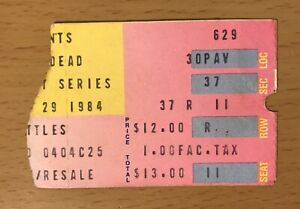 NTS 629
DEAD 30PAV
T SERIES 37
29 1984 37 R 11
TTLES $12.00 R
0404C25 1.00FAC.TAX
T/RESALE $13.00 11
PRICE TOTAL
SEC LOC
ROW
SEAT